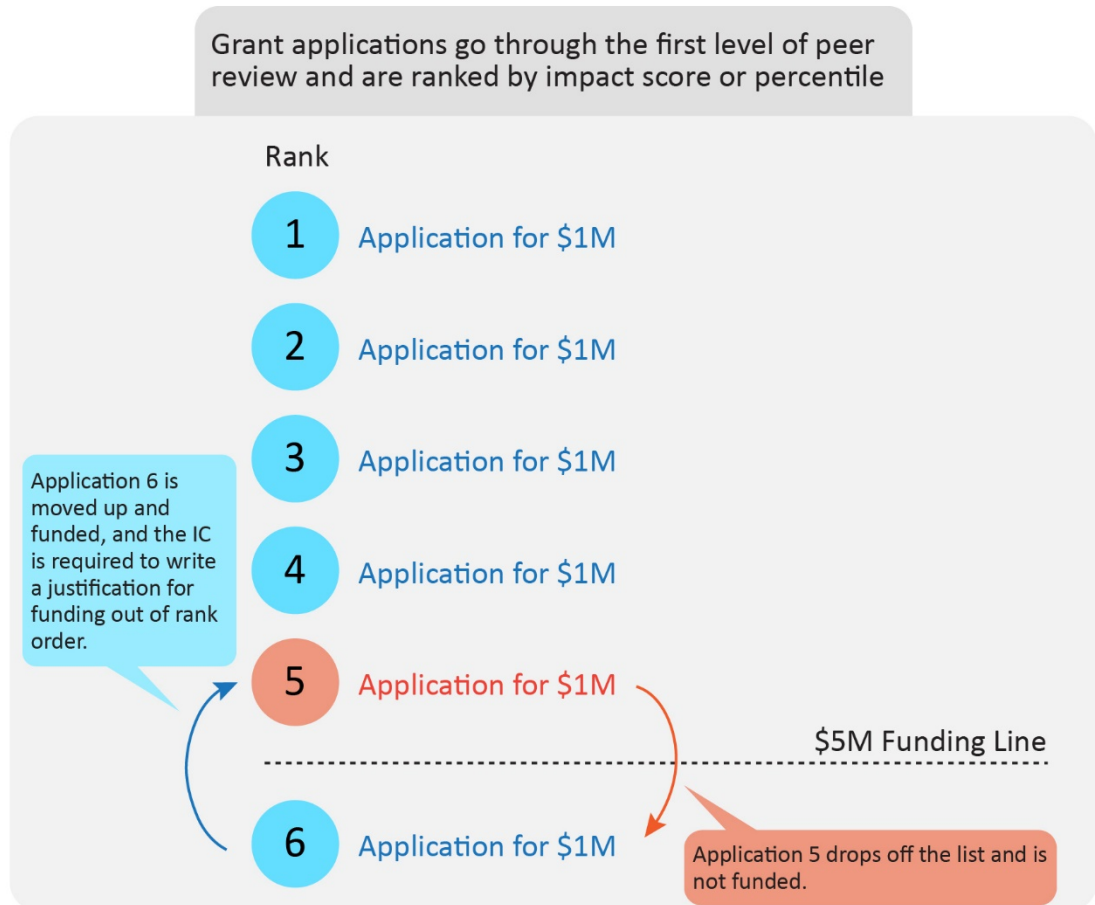 Grant applications go through the first level of peer
review and are ranked by impact score or percentile
Rank
1 Application for $1M
2 Application for $1M
3 Application for $1M
Application 6 is
moved up and
funded, and the IC
is required to write
a justification for
funding out of rank
order.
4 Application for $1M
5 Application for $1M
$5M Funding Line
6 Application for $1M
Application 5 drops off the list and is
not funded.